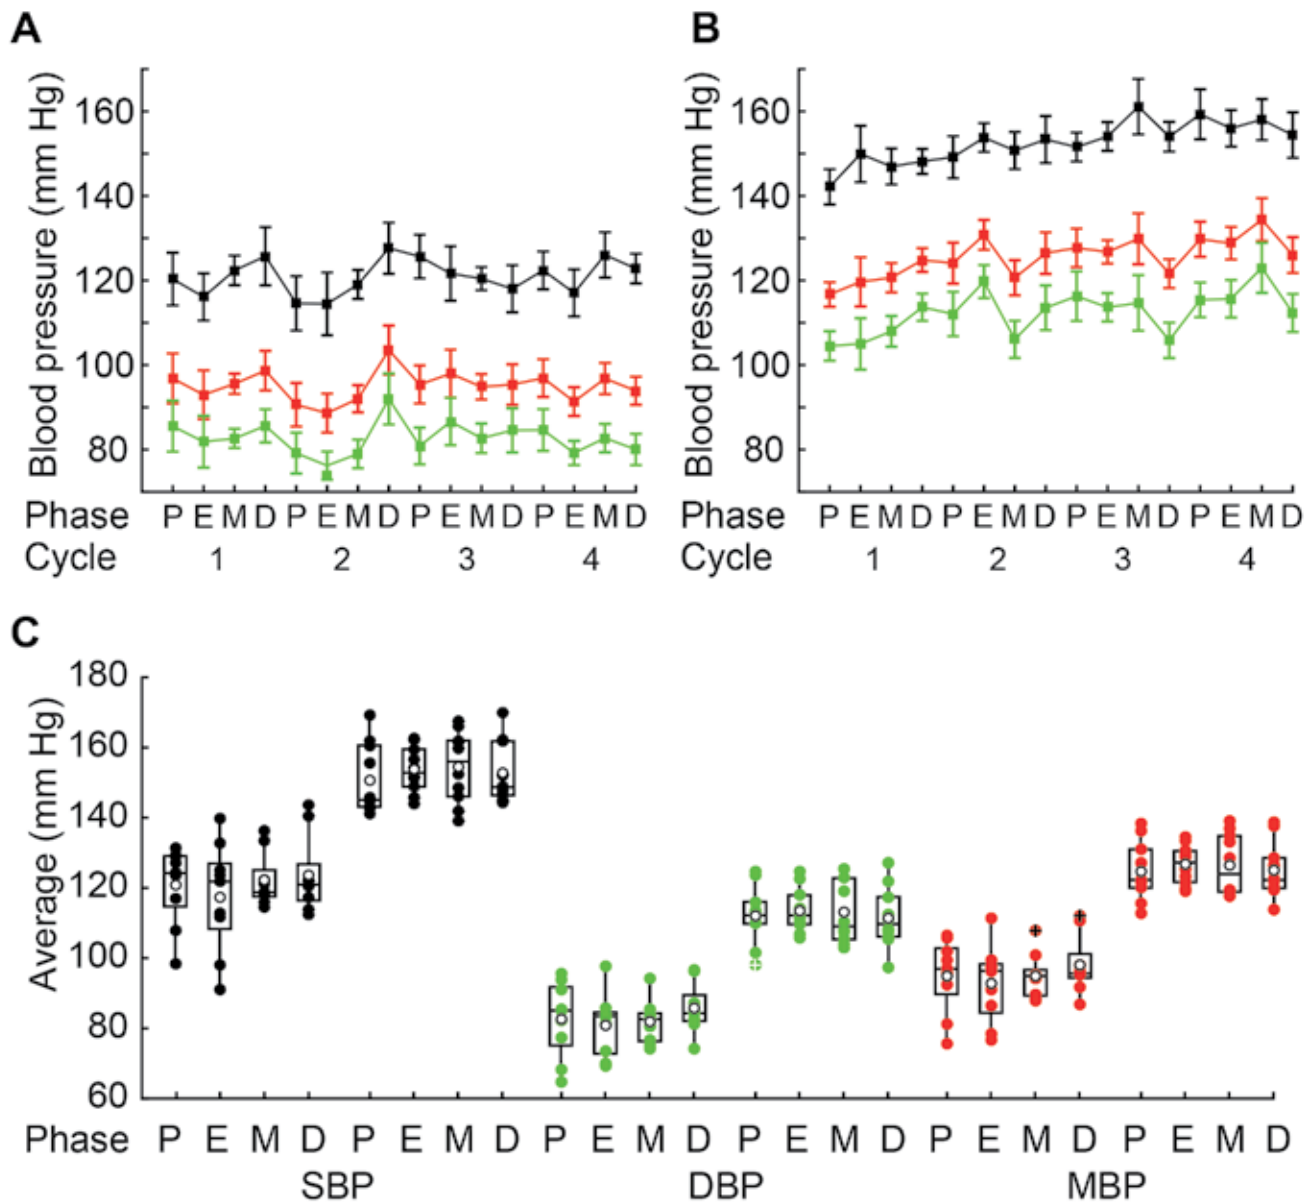 A
B
Blood pressure (mm Hg)
160
140
120
100
80
Phase P E M D P E M D P E M D P E M D
Cycle 1 2 3 4
Blood pressure (mm Hg)
160
140
120
100
80
Phase P E M D P E M D P E M D P E M D
Cycle 1 2 3 4
C
Average (mm Hg)
180
160
140
120
100
80
60
Phase P E M D P E M D P E M D P E M D P E M D P E M D
SBP DBP MBP